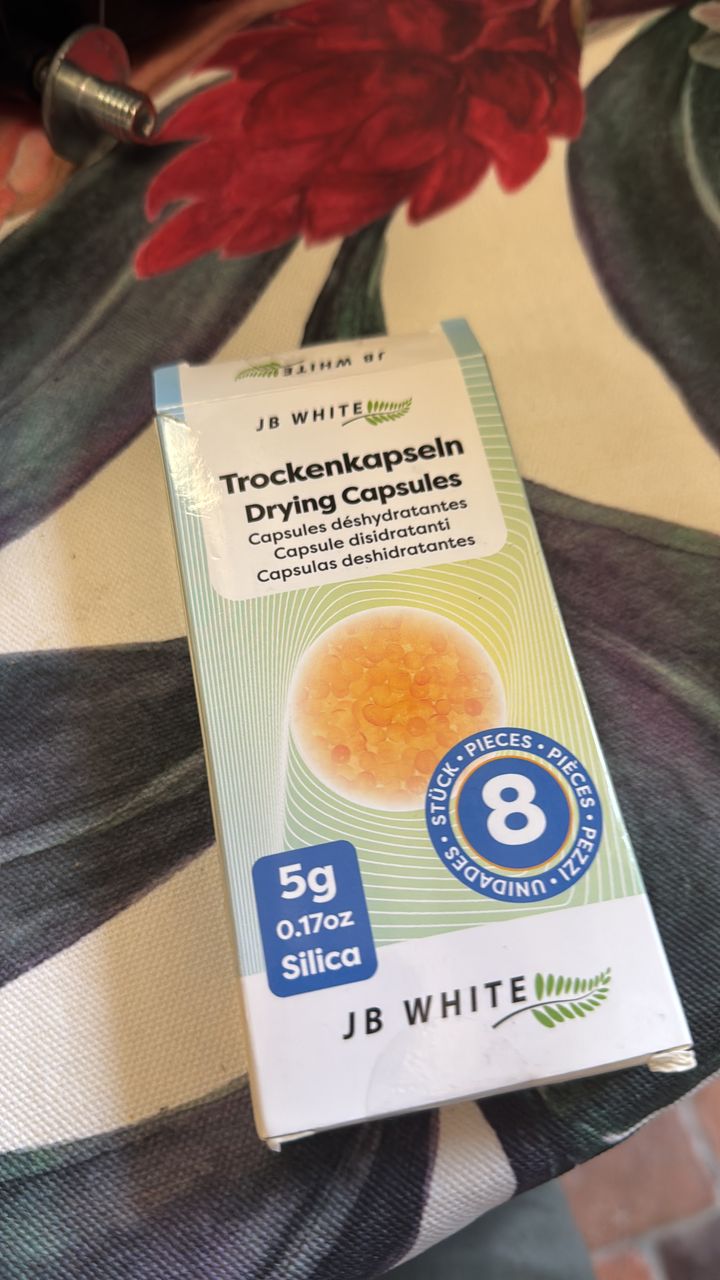 JB WHITE
JB WHITE
Trockenkapseln
Drying Capsules
Capsules déshydratantes
Capsule disidratanti
Capsulas deshidratantes
STÜCK • PIECES • PIÈCES • PEZZI • UNIDADES •
8
5g
0.17oz
Silica
JB WHITE